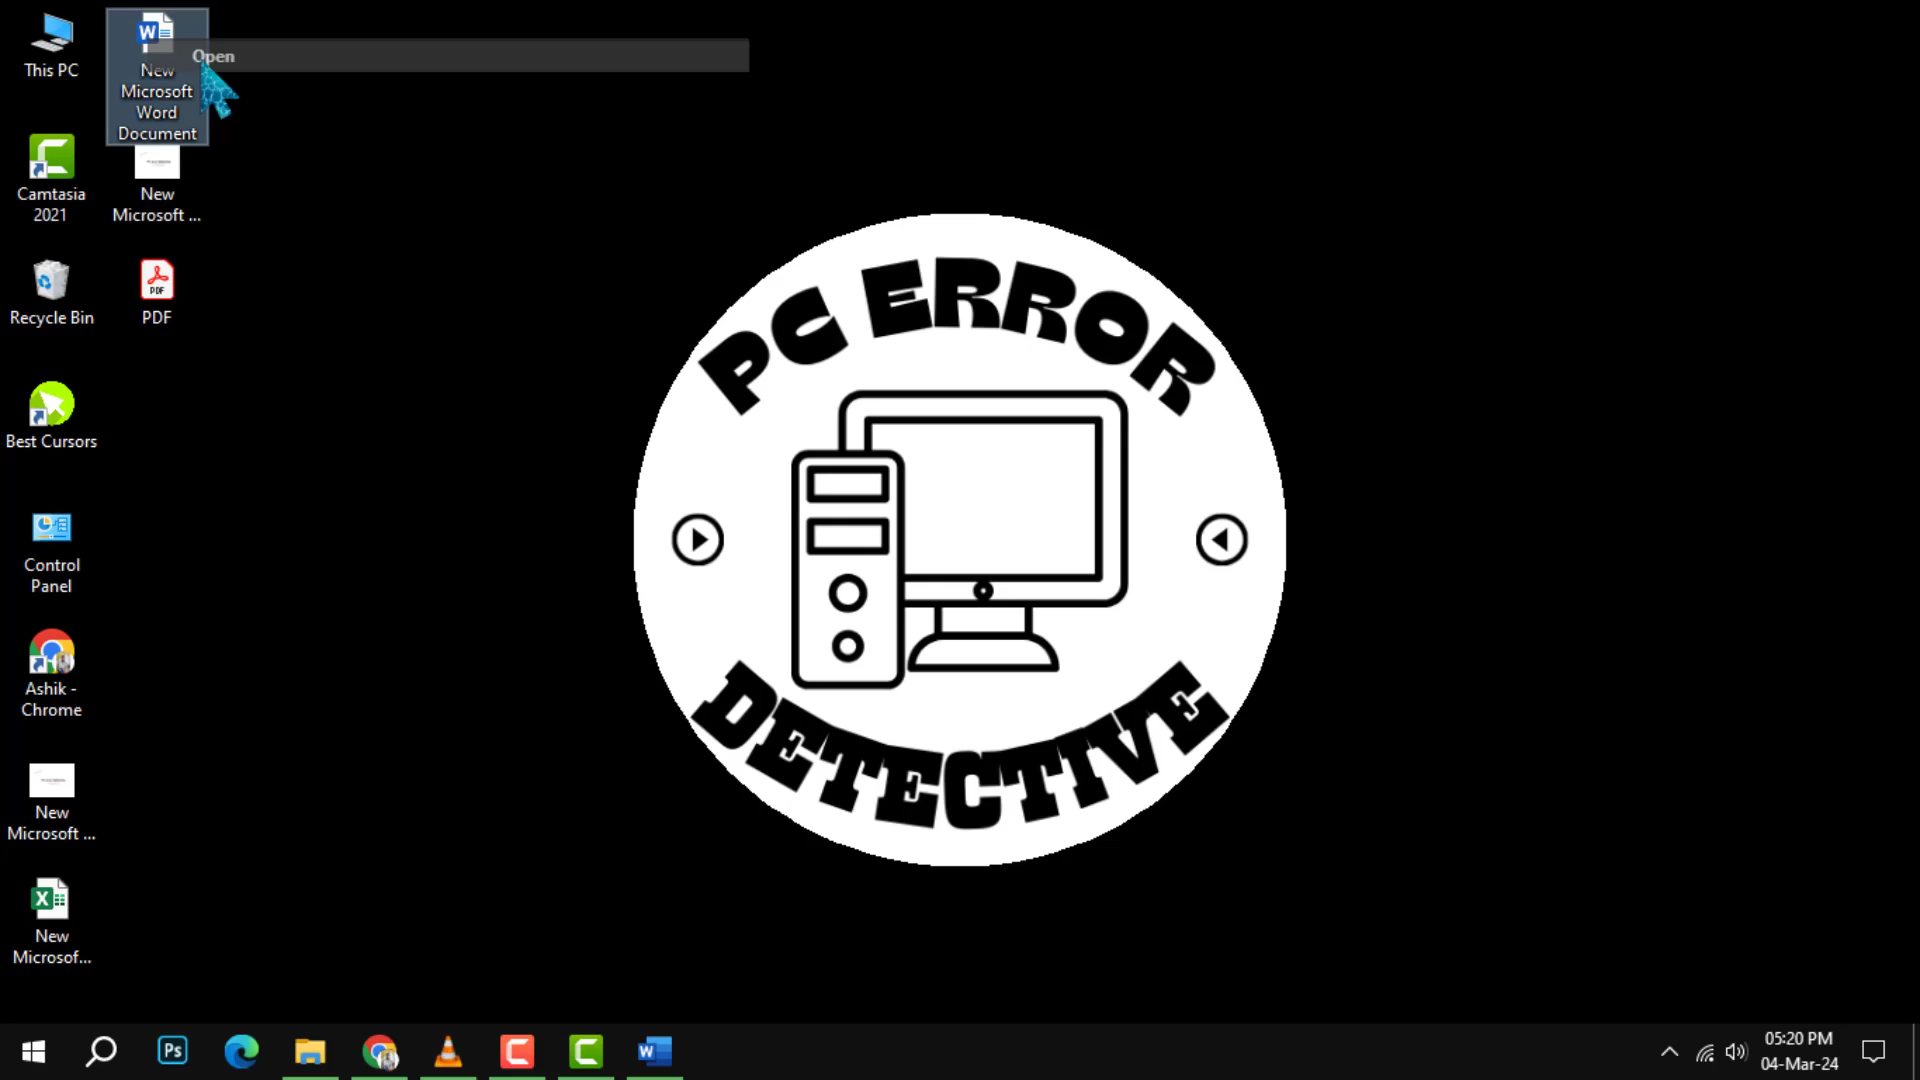 This PC
New
Microsoft
Word
Document
Open
Camtasia
2021
New
Microsoft ...
Recycle Bin
PDF
PDF
Best Cursors
Control
Panel
Ashik -
Chrome
New
Microsoft ...
New
Microsof...
PC ERROR
DETECTIVE
Ps
05:20 PM
04-Mar-24